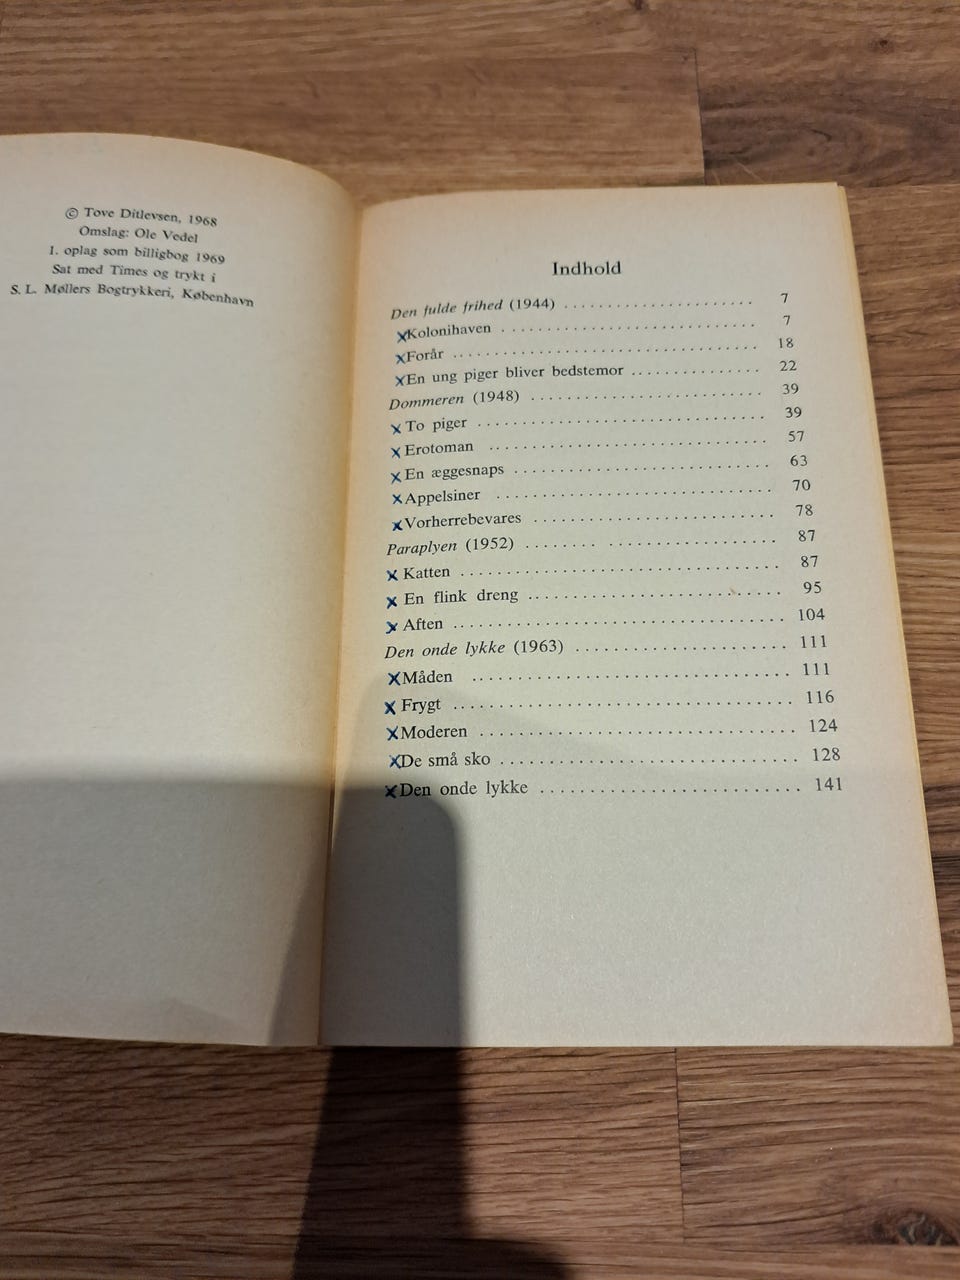 © Tove Ditlevsen, 1968
Omslag: Ole Vedel
1. oplag som billigbog 1969
Sat med Times og trykt i
S. L. Møllers Bogtrykkeri, København
Indhold
Den fulde frihed (1944) ........................ 7
x Kolonihaven ................................ 7
x Forår ...................................... 18
x En ung piger bliver bedstemor .............. 22
Dommeren (1948) .............................. 39
x To piger ................................... 39
x Erotoman ................................... 57
x En æggesnaps ............................... 63
x Appelsiner ................................. 70
x Vorherrebevares ............................ 78
Paraplyen (1952) ............................. 87
x Katten ..................................... 87
x En flink dreng ............................. 95
x Aften ...................................... 104
Den onde lykke (1963) ........................ 111
x Måden ...................................... 111
x Frygt ...................................... 116
x Moderen .................................... 124
x De små sko ................................. 128
x Den onde lykke ............................. 141